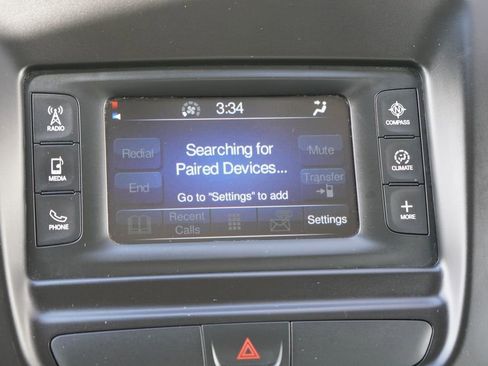 3:34
RADIO
MEDIA
PHONE
Redial
End
Searching for
Paired Devices...
Go to "Settings" to add
Mute
Transfer
Recent
Calls
Settings
COMPASS
CLIMATE
MORE